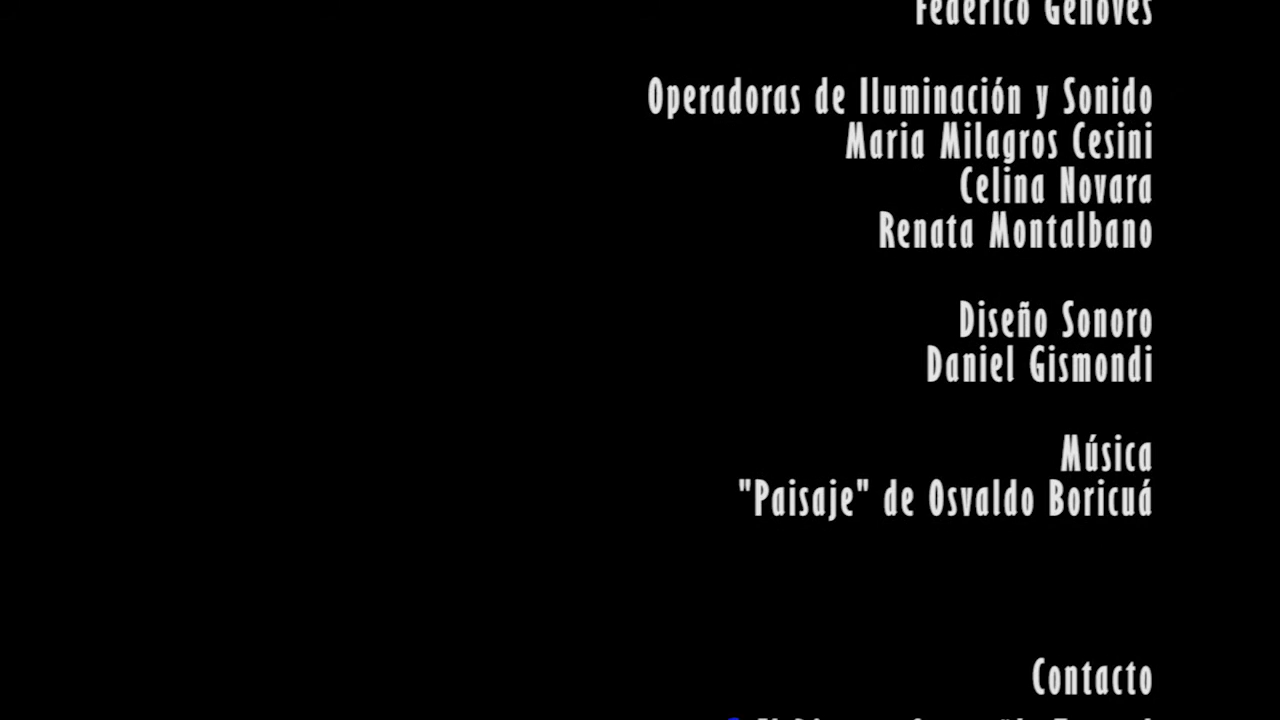 Federico Genoves
Operadoras de Iluminación y Sonido
Maria Milagros Cesini
Celina Novara
Renata Montalbano
Diseño Sonoro
Daniel Gismondi
Música
"Paisaje" de Osvaldo Boricuá
Contacto